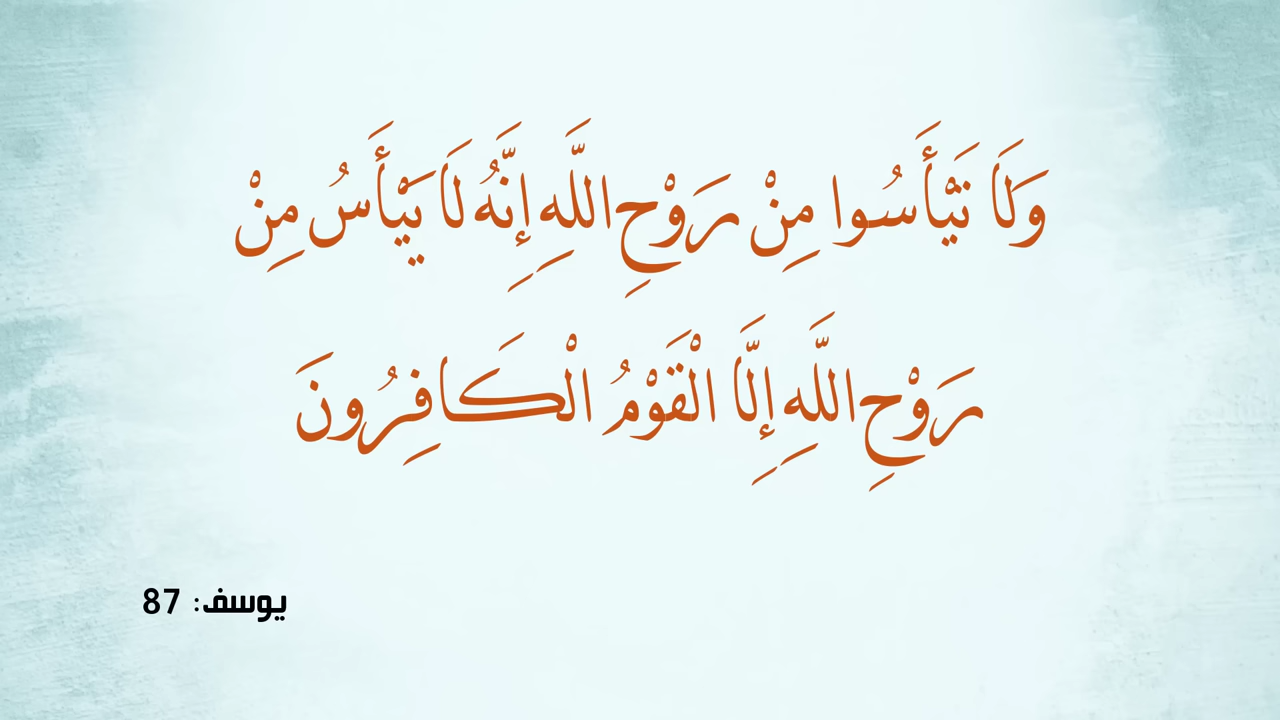 وَلَا تَيْأَسُوا مِنْ رَوْحِ اللَّهِ إِنَّهُ لَا يَيْأَسُ مِنْ
رَوْحِ اللَّهِ إِلَّا الْقَوْمُ الْكَافِرُونَ
يوسف: 87